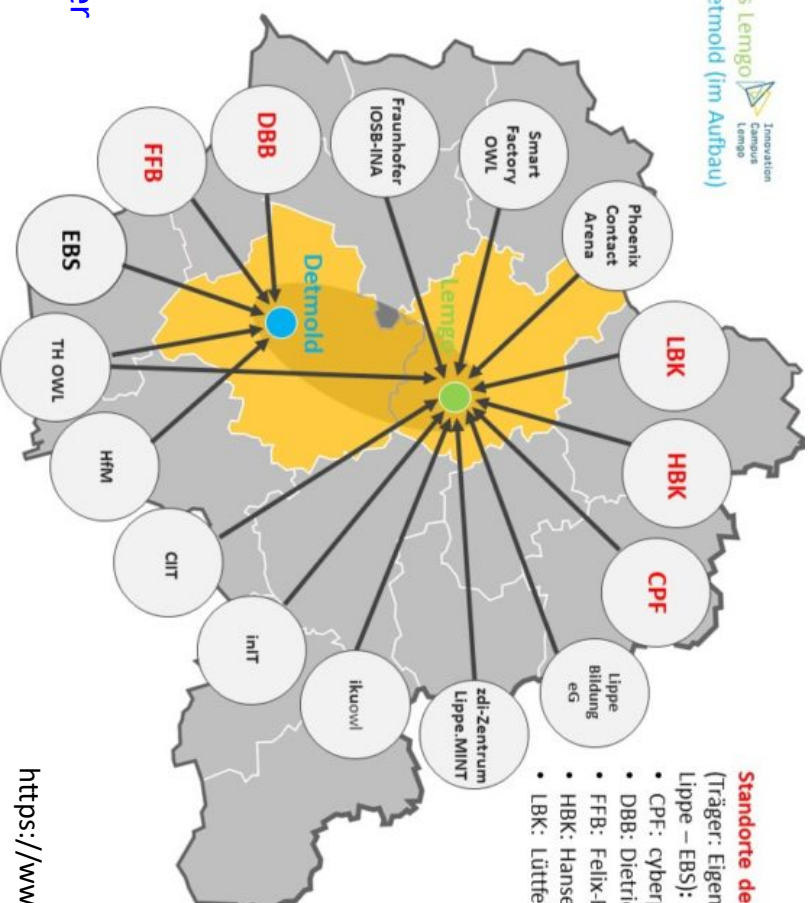 Innovation
Campus
Lemgo
s Lemgo
etmold (im Aufbau)
Standorte de
(Träger: Eigen
Lippe – EBS):
• CPF: cyber
• DBB: Dietri
• FFB: Felix-
• HBK: Hanse
• LBK: Lüttfe
Phoenix
Contact
Arena
LBK
HBK
CPF
Lippe
Bildung
eG
Smart
Factory
OWL
zdi-Zentrum
Lippe.MINT
Fraunhofer
IOSB-INA
Lemgo
ikuowl
DBB
Detmold
inIT
FFB
CIIT
EBS
TH OWL
HfM
er
https://www